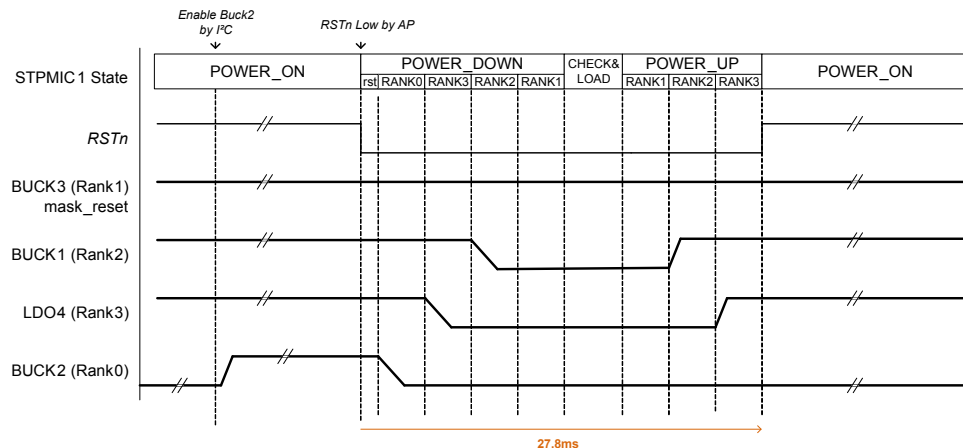 Enable Buck2
by I²C
RSTn Low by AP
STPMIC1 State
POWER_ON
POWER_DOWN
CHECK&
LOAD
POWER_UP
POWER_ON
rst RANK0 RANK3 RANK2 RANK1
RANK1 RANK2 RANK3
RSTn
BUCK3 (Rank1)
mask_reset
BUCK1 (Rank2)
LDO4 (Rank3)
BUCK2 (Rank0)
27.8ms